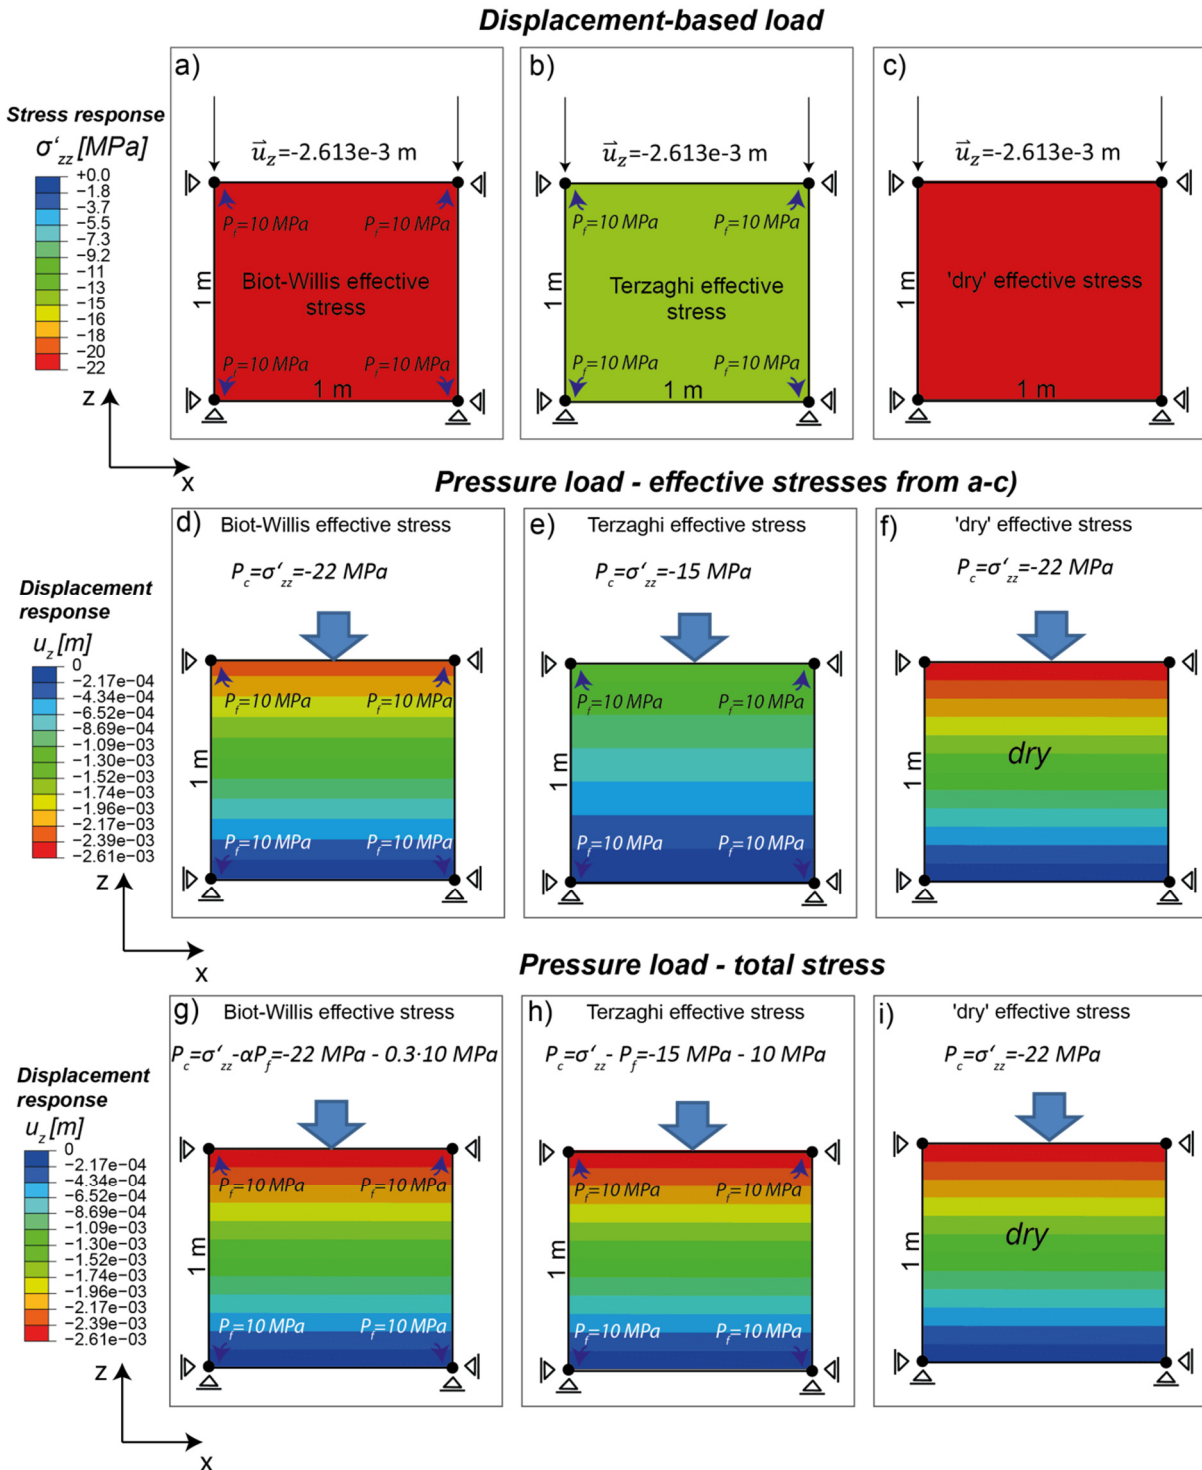 Displacement-based load
a)
b)
c)
Stress response
σ'zz [MPa]
+0.0
−1.8
−3.7
−5.5
−7.3
−9.2
−11
−13
−15
−16
−18
−20
−22
u⃗z=-2.613e-3 m
u⃗z=-2.613e-3 m
u⃗z=-2.613e-3 m
Pf=10 MPa
Pf=10 MPa
Pf=10 MPa
Pf=10 MPa
1 m
Biot-Willis effective
stress
1 m
Terzaghi effective
stress
1 m
'dry' effective stress
Pf=10 MPa
Pf=10 MPa
Pf=10 MPa
Pf=10 MPa
1 m
1 m
1 m
z
x
Pressure load - effective stresses from a-c)
d)
Biot-Willis effective stress
e)
Terzaghi effective stress
f)
'dry' effective stress
Pc=σ'zz=-22 MPa
Pc=σ'zz=-15 MPa
Pc=σ'zz=-22 MPa
Displacement
response
uz [m]
0
−2.17e−04
−4.34e−04
−6.52e−04
−8.69e−04
−1.09e−03
−1.30e−03
−1.52e−03
−1.74e−03
−1.96e−03
−2.17e−03
−2.39e−03
−2.61e−03
Pf=10 MPa
Pf=10 MPa
Pf=10 MPa
Pf=10 MPa
1 m
1 m
1 m
dry
Pf=10 MPa
Pf=10 MPa
Pf=10 MPa
Pf=10 MPa
z
x
Pressure load - total stress
g)
Biot-Willis effective stress
h)
Terzaghi effective stress
i)
'dry' effective stress
Pc=σ'zz-αPf=-22 MPa - 0.3·10 MPa
Pc=σ'zz- Pf=-15 MPa - 10 MPa
Pc=σ'zz=-22 MPa
Displacement
response
uz [m]
0
−2.17e−04
−4.34e−04
−6.52e−04
−8.69e−04
−1.09e−03
−1.30e−03
−1.52e−03
−1.74e−03
−1.96e−03
−2.17e−03
−2.39e−03
−2.61e−03
Pf=10 MPa
Pf=10 MPa
Pf=10 MPa
Pf=10 MPa
1 m
1 m
1 m
dry
Pf=10 MPa
Pf=10 MPa
Pf=10 MPa
Pf=10 MPa
z
x